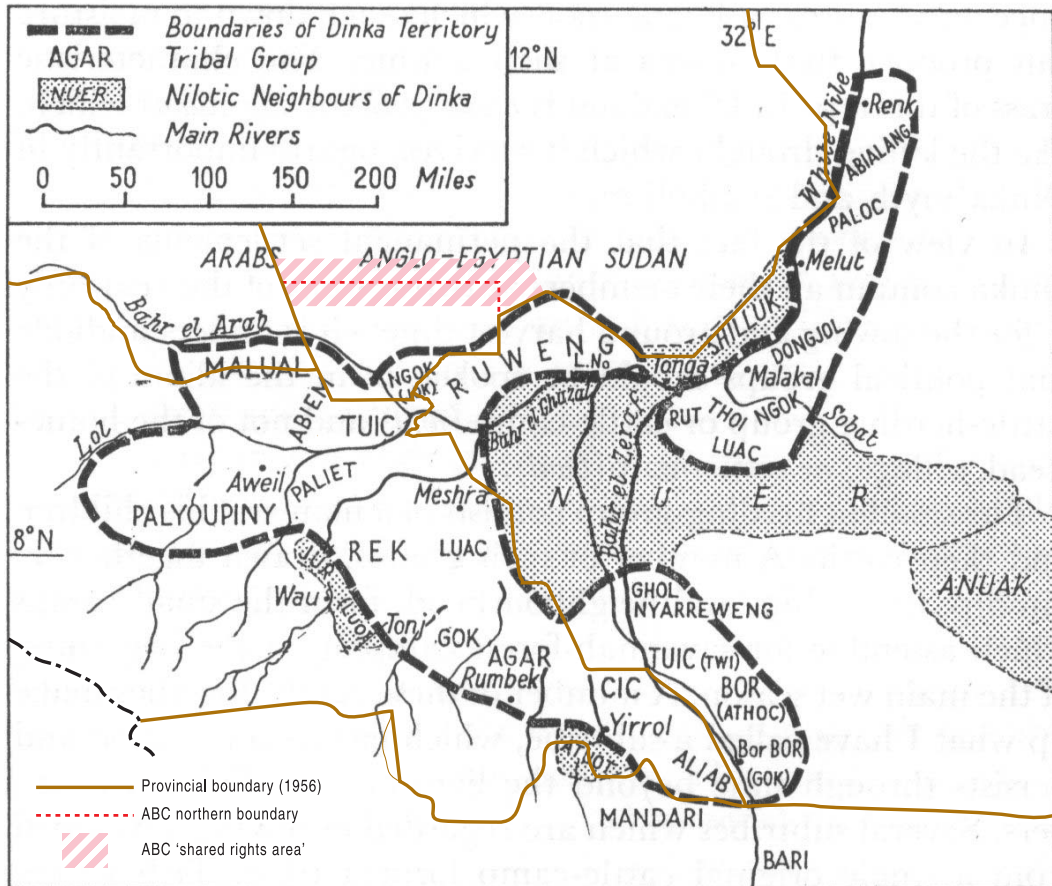 Boundaries of Dinka Territory
AGAR Tribal Group
NUER Nilotic Neighbours of Dinka
Main Rivers
0 50 100 150 200 Miles
12°N
32°E
White Nile
Renk
ABIALANG
PALOC
Melut
ARABS ANGLO-EGYPTIAN SUDAN
Bahr el Arab
SHILLUK
DONGJOL
MALUAL
NGOK
RUWENG
L. No
Tonga
Malakal
ABIEM
TUIC
Bahr el Ghazal
Bahr el Zeraf
RUT THOI NGOK
LUAC
Sobat
Lol
Aweil
PALIET
Meshra
NUER
PALYOUPINY
8°N
REK
LUAC
JUR
ANUAK
Wau
GHOL
NYARREWENG
LUO
Tonj
GOK
AGAR
Rumbek
TUIC (TWI)
CIC
BOR
(ATHOC)
Yirrol
ATUOT
ALIAB
Bor BOR
(GOK)
MANDARI
BARI
Provincial boundary (1956)
ABC northern boundary
ABC ‘shared rights area’